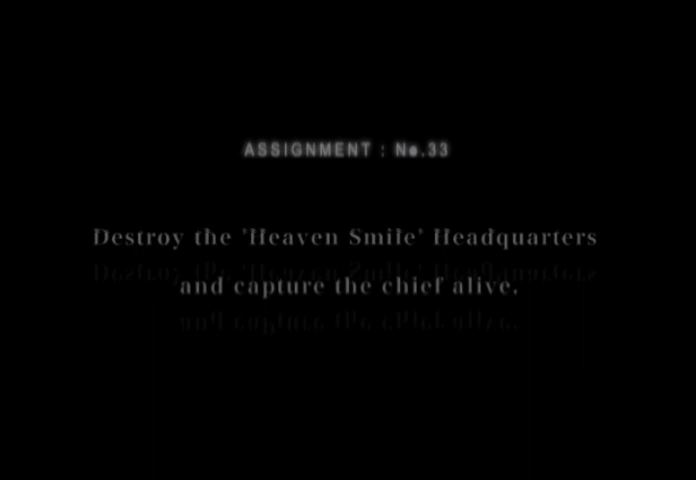 ASSIGNMENT : No.33
Destroy the 'Heaven Smile' Headquarters
and capture the chief alive.